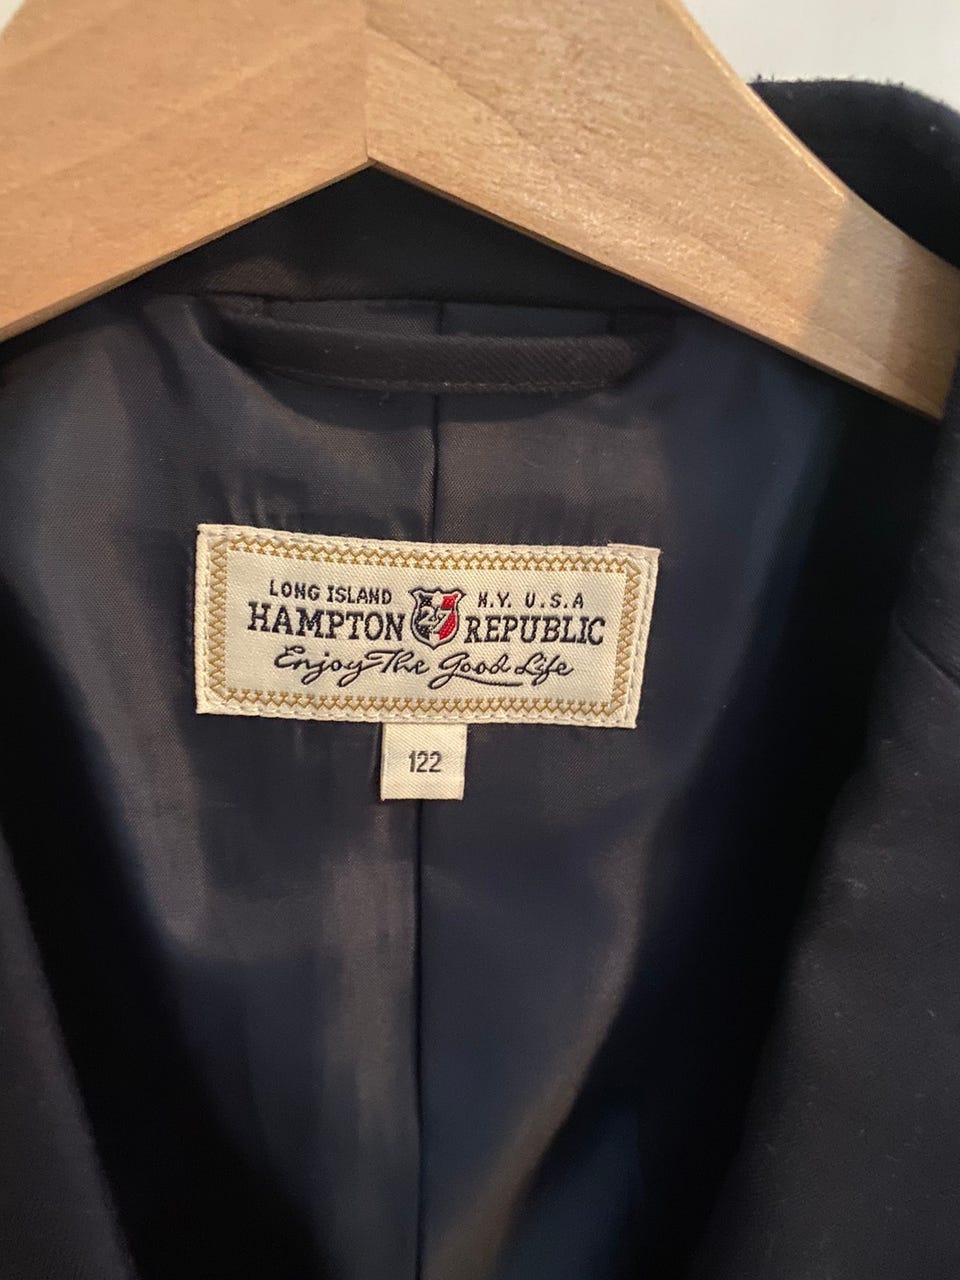 LONG ISLAND N.Y. U.S.A
HAMPTON REPUBLIC
Enjoy The Good Life
122